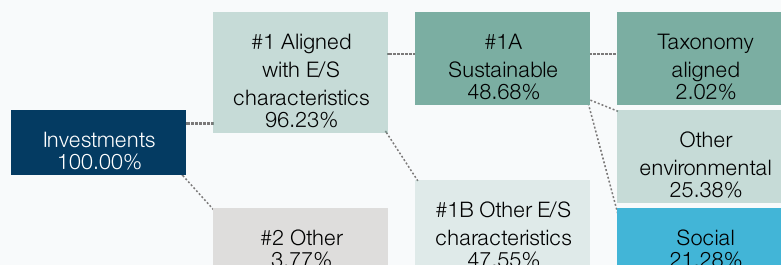 Investments
100.00%
#1 Aligned
with E/S
characteristics
96.23%
#2 Other
3.77%
#1A
Sustainable
48.68%
#1B Other E/S
characteristics
47.55%
Taxonomy
aligned
2.02%
Other
environmental
25.38%
Social
21.28%